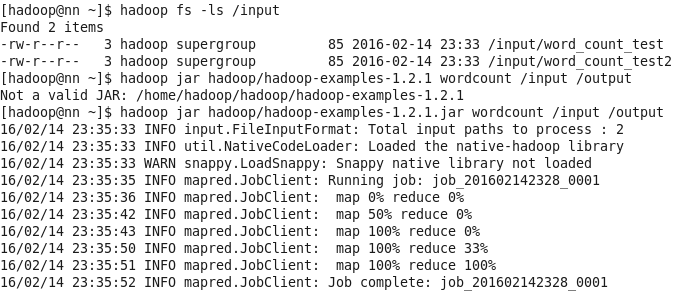 [hadoop@nn ~]$ hadoop fs -ls /input
Found 2 items
-rw-r--r--   3 hadoop supergroup         85 2016-02-14 23:33 /input/word_count_test
-rw-r--r--   3 hadoop supergroup         85 2016-02-14 23:33 /input/word_count_test2
[hadoop@nn ~]$ hadoop jar hadoop/hadoop-examples-1.2.1 wordcount /input /output
Not a valid JAR: /home/hadoop/hadoop/hadoop-examples-1.2.1
[hadoop@nn ~]$ hadoop jar hadoop/hadoop-examples-1.2.1.jar wordcount /input /output
16/02/14 23:35:33 INFO input.FileInputFormat: Total input paths to process : 2
16/02/14 23:35:33 INFO util.NativeCodeLoader: Loaded the native-hadoop library
16/02/14 23:35:33 WARN snappy.LoadSnappy: Snappy native library not loaded
16/02/14 23:35:35 INFO mapred.JobClient: Running job: job_201602142328_0001
16/02/14 23:35:36 INFO mapred.JobClient:  map 0% reduce 0%
16/02/14 23:35:42 INFO mapred.JobClient:  map 50% reduce 0%
16/02/14 23:35:43 INFO mapred.JobClient:  map 100% reduce 0%
16/02/14 23:35:50 INFO mapred.JobClient:  map 100% reduce 33%
16/02/14 23:35:51 INFO mapred.JobClient:  map 100% reduce 100%
16/02/14 23:35:52 INFO mapred.JobClient: Job complete: job_201602142328_0001